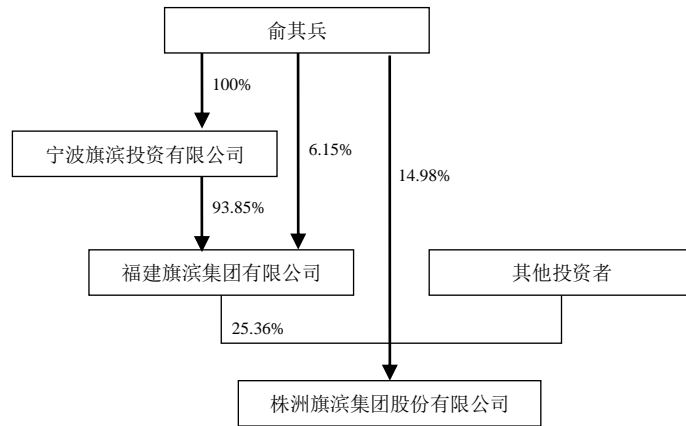 俞其兵
100%
宁波旗滨投资有限公司
6.15%
14.98%
93.85%
福建旗滨集团有限公司
其他投资者
25.36%
株洲旗滨集团股份有限公司